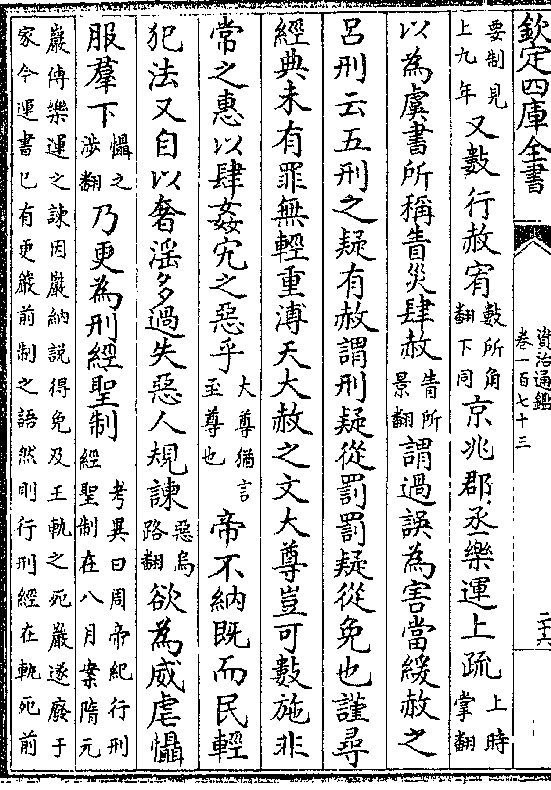 欽定四庫全書
資治通鑑
卷一百七十三
二十六
要制見
上九年
又數行赦宥
數所角
翻下同
京兆郡丞樂運上疏
上時
掌翻
以為虞書所稱眚災肆赦
眚所
景翻
謂過誤為害當緩赦之
呂刑云五刑之疑有赦謂刑疑從罰罰疑從免也謹尋
經典未有罪無輕重溥天大赦之文大尊豈可數施非
常之惠以肆姦宄之惡乎
大尊猶言
至尊也
帝不納既而民輕
犯法又自以奢淫多過失惡人規諫
惡烏
路翻
欲為威虐懾
服羣下
懾之
涉翻
乃更為刑經聖制
考異曰周帝紀行刑
經聖制在八月案隋元
巖傳樂運之諫因巖納說得免及王軌之死巖遂廢于
家今運書已有更嚴前制之語然則行刑經在軌死前